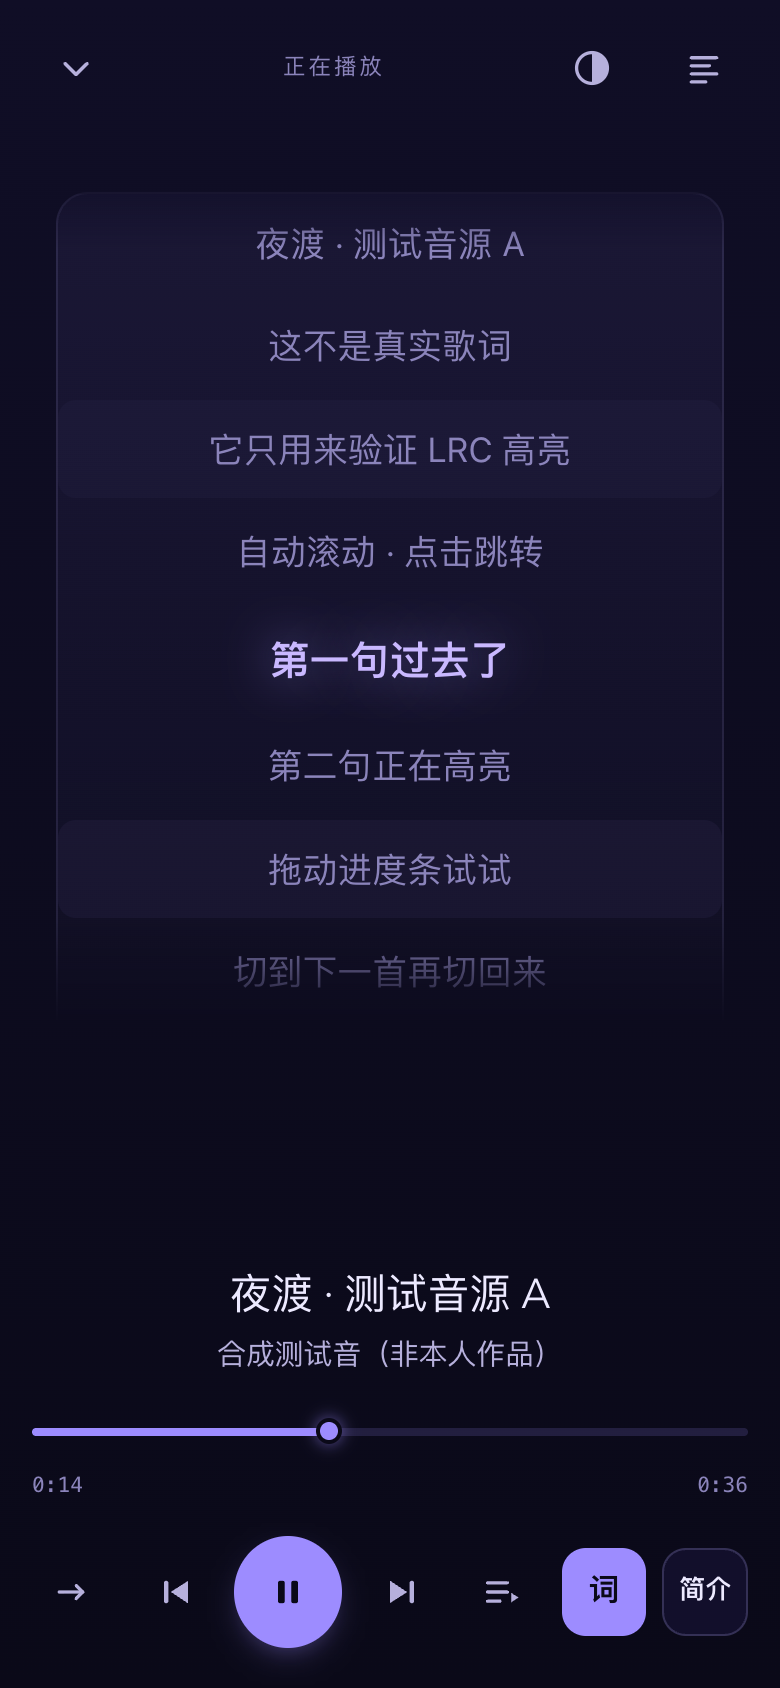 正在播放
夜渡 · 测试音源 A
这不是真实歌词
它只用来验证 LRC 高亮
自动滚动 · 点击跳转
第一句过去了
第二句正在高亮
拖动进度条试试
切到下一首再切回来
夜渡 · 测试音源 A
合成测试音（非本人作品）
0:14
0:36
词
简介